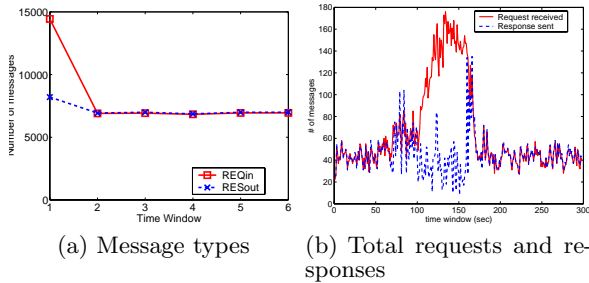 15000
10000
5000
0
Number of messages
REQin
RESout
1 2 3 4 5 6
Time Window
(a) Message types
180
160
140
120
100
80
60
40
20
0
# of messages
Request received
Response sent
0 50 100 150 200 250 300
time window (sec)
(b) Total requests and re-
sponses